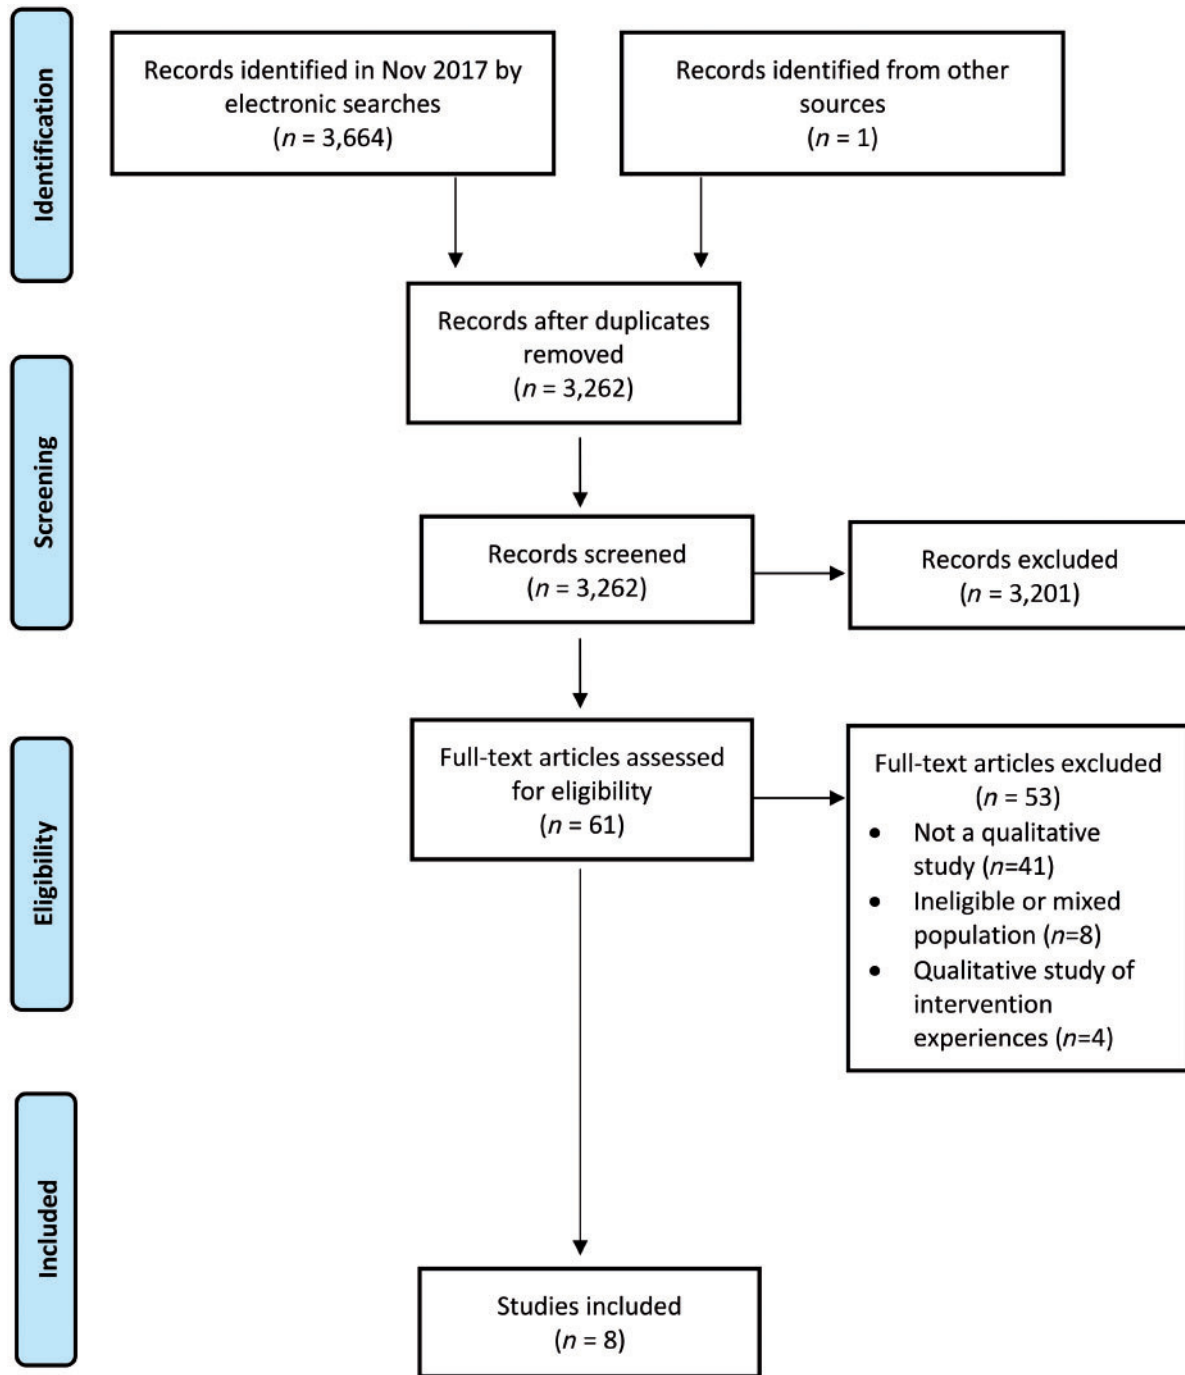 Identification
Records identified in Nov 2017 by
electronic searches
(n = 3,664)
Records identified from other
sources
(n = 1)
Records after duplicates
removed
(n = 3,262)
Screening
Records screened
(n = 3,262)
Records excluded
(n = 3,201)
Eligibility
Full-text articles assessed
for eligibility
(n = 61)
Full-text articles excluded
(n = 53)
• Not a qualitative
study (n=41)
• Ineligible or mixed
population (n=8)
• Qualitative study of
intervention
experiences (n=4)
Included
Studies included
(n = 8)